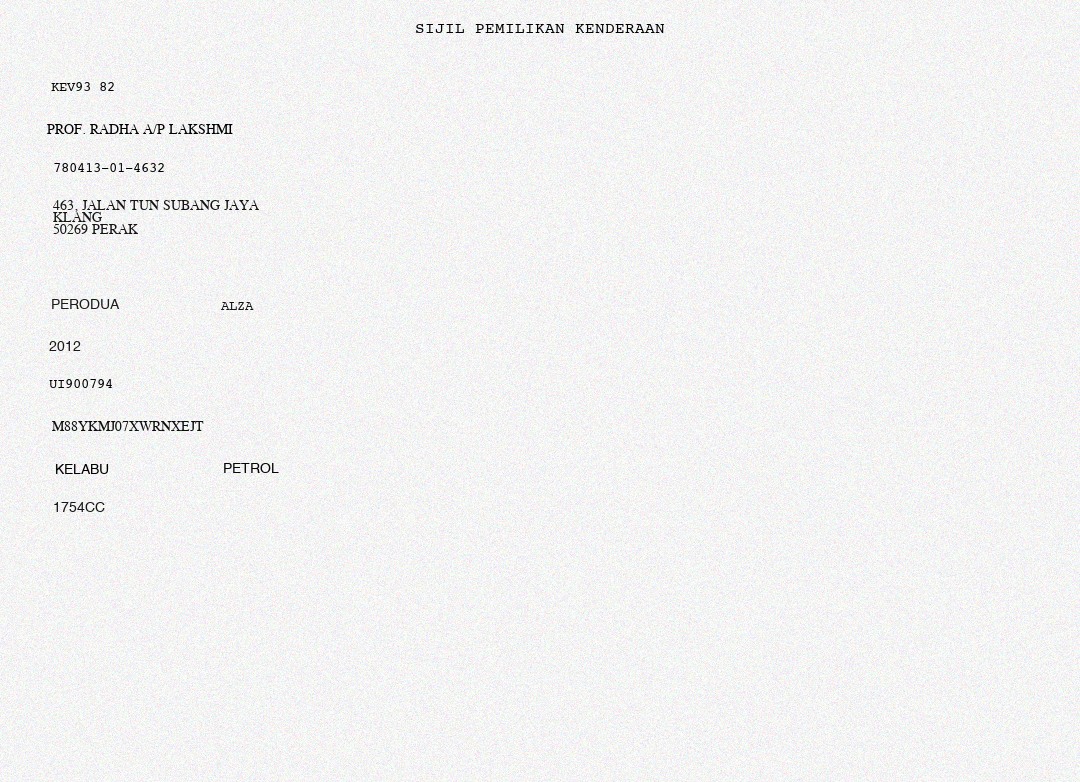 SIJIL PEMILIKAN KENDERAAN
KEV93 82
PROF. RADHA A/P LAKSHMI
780413-01-4632
463, JALAN TUN SUBANG JAYA
KLANG
50269 PERAK
PERODUA ALZA
2012
UI900794
M88YKMJ07XWRNXEJT
KELABU PETROL
1754CC